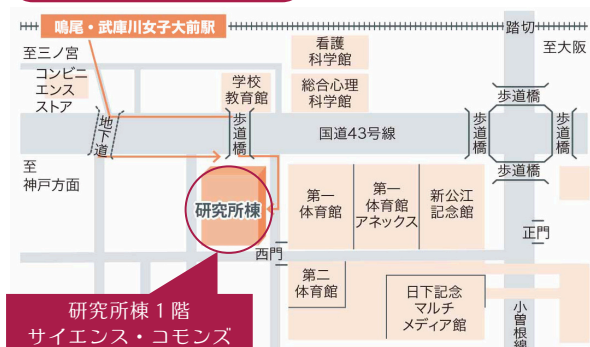 鳴尾・武庫川女子大前駅
踏切
至三ノ宮
至大阪
コンビニ
エンス
ストア
学校
教育館
看護
科学館
総合心理
科学館
歩道橋
地下道
歩道橋
国道43号線
歩道橋
歩道橋
歩道橋
至
神戸方面
研究所棟
第一
体育館
第一
体育館
アネックス
新公江
記念館
正門
西門
第二
体育館
日下記念
マルチ
メディア館
小曽根線
研究所棟1階
サイエンス・コモンズ